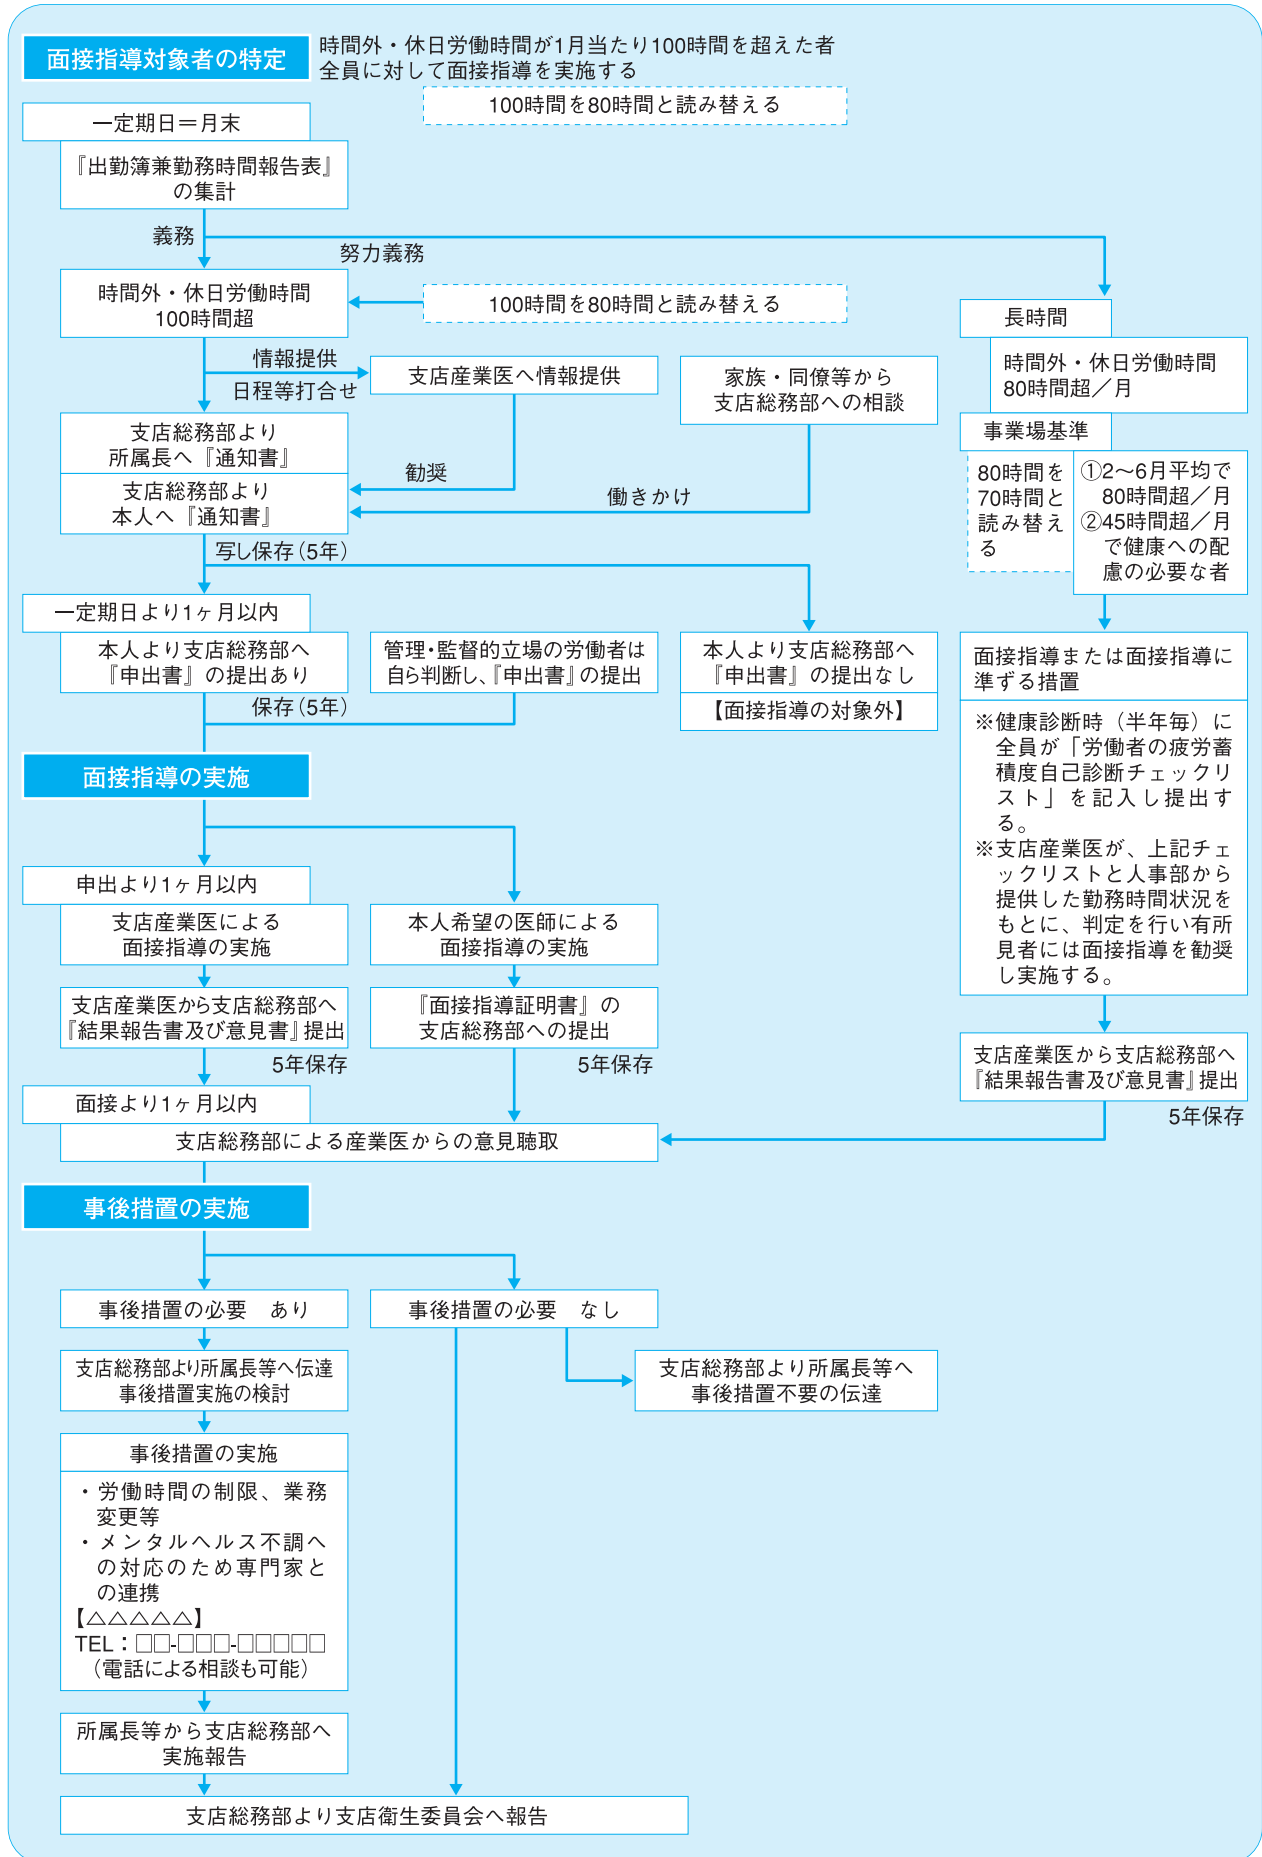 面接指導対象者の特定
時間外・休日労働時間が1月当たり100時間を超えた者
全員に対して面接指導を実施する
100時間を80時間と読み替える
一定期日＝月末
『出勤簿兼勤務時間報告表』
の集計
義務
努力義務
時間外・休日労働時間
100時間超
100時間を80時間と読み替える
長時間
時間外・休日労働時間
80時間超／月
情報提供
日程等打合せ
支店産業医へ情報提供
家族・同僚等から
支店総務部への相談
支店総務部より
所属長へ『通知書』
支店総務部より
本人へ『通知書』
勧奨
働きかけ
事業場基準
80時間を
70時間と
読み替え
る
①2～6月平均で
80時間超／月
②45時間超／月
で健康への配
慮の必要な者
写し保存（5年）
一定期日より1ヶ月以内
本人より支店総務部へ
『申出書』の提出あり
管理・監督的立場の労働者は
自ら判断し、『申出書』の提出
本人より支店総務部へ
『申出書』の提出なし
【面接指導の対象外】
保存（5年）
面接指導または面接指導に
準ずる措置
※健康診断時（半年毎）に
全員が「労働者の疲労蓄
積度自己診断チェックリ
スト」を記入し提出す
る。
※支店産業医が、上記チェ
ックリストと人事部から
提供した勤務時間状況を
もとに、判定を行い有所
見者には面接指導を勧奨
し実施する。
面接指導の実施
申出より1ヶ月以内
支店産業医による
面接指導の実施
本人希望の医師による
面接指導の実施
支店産業医から支店総務部へ
『結果報告書及び意見書』提出
5年保存
『面接指導証明書』の
支店総務部への提出
5年保存
支店産業医から支店総務部へ
『結果報告書及び意見書』提出
5年保存
面接より1ヶ月以内
支店総務部による産業医からの意見聴取
事後措置の実施
事後措置の必要　あり
事後措置の必要　なし
支店総務部より所属長等へ伝達
事後措置実施の検討
支店総務部より所属長等へ
事後措置不要の伝達
事後措置の実施
・労働時間の制限、業務
変更等
・メンタルヘルス不調へ
の対応のため専門家と
の連携
【△△△△△】
TEL：□□-□□□-□□□□□
（電話による相談も可能）
所属長等から支店総務部へ
実施報告
支店総務部より支店衛生委員会へ報告